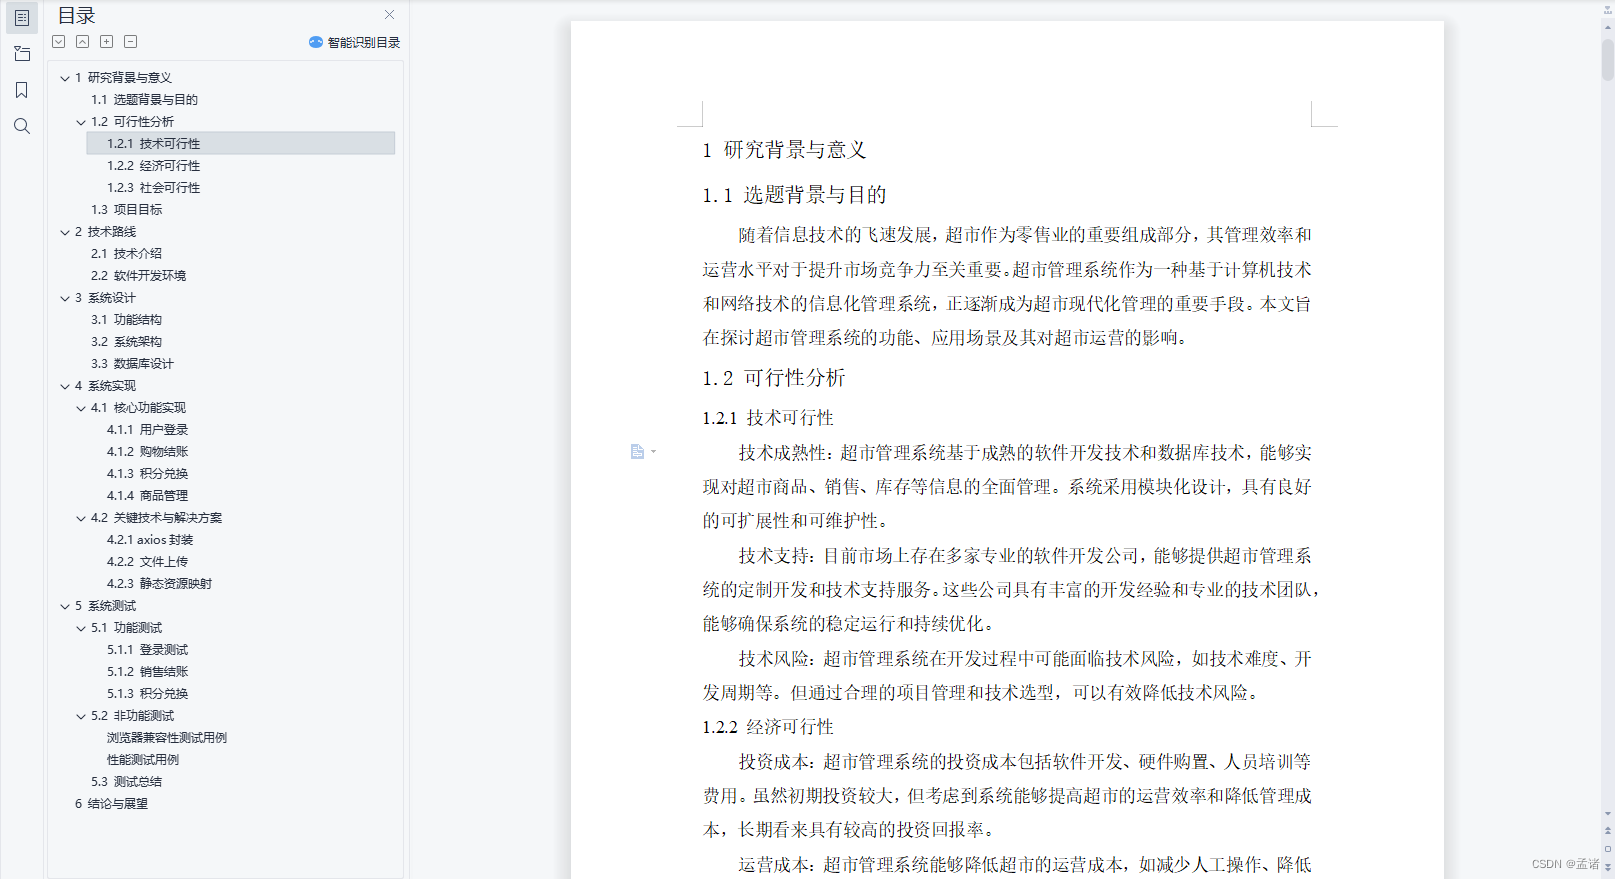 目录
智能识别目录
1 研究背景与意义
1.1 选题背景与目的
1.2 可行性分析
1.2.1 技术可行性
1.2.2 经济可行性
1.2.3 社会可行性
1.3 项目目标
2 技术路线
2.1 技术介绍
2.2 软件开发环境
3 系统设计
3.1 功能结构
3.2 系统架构
3.3 数据库设计
4 系统实现
4.1 核心功能实现
4.1.1 用户登录
4.1.2 购物结账
4.1.3 积分兑换
4.1.4 商品管理
4.2 关键技术与解决方案
4.2.1 axios 封装
4.2.2 文件上传
4.2.3 静态资源映射
5 系统测试
5.1 功能测试
5.1.1 登录测试
5.1.2 销售结账
5.1.3 积分兑换
5.2 非功能测试
浏览器兼容性测试用例
性能测试用例
5.3 测试总结
6 结论与展望
1 研究背景与意义
1.1 选题背景与目的
随着信息技术的飞速发展，超市作为零售业的重要组成部分，其管理效率和
运营水平对于提升市场竞争力至关重要。超市管理系统作为一种基于计算机技术
和网络技术的信息化管理系统，正逐渐成为超市现代化管理的重要手段。本文旨
在探讨超市管理系统的功能、应用场景及其对超市运营的影响。
1.2 可行性分析
1.2.1 技术可行性
技术成熟性：超市管理系统基于成熟的软件开发技术和数据库技术，能够实
现对超市商品、销售、库存等信息的全面管理。系统采用模块化设计，具有良好
的可扩展性和可维护性。
技术支持：目前市场上存在多家专业的软件开发公司，能够提供超市管理系
统的定制开发和技术支持服务。这些公司具有丰富的开发经验和专业的技术团队，
能够确保系统的稳定运行和持续优化。
技术风险：超市管理系统在开发过程中可能面临技术风险，如技术难度、开
发周期等。但通过合理的项目管理和技术选型，可以有效降低技术风险。
1.2.2 经济可行性
投资成本：超市管理系统的投资成本包括软件开发、硬件购置、人员培训等
费用。虽然初期投资较大，但考虑到系统能够提高超市的运营效率和降低管理成
本，长期看来具有较高的投资回报率。
运营成本：超市管理系统能够降低超市的运营成本，如减少人工操作、降低
CSDN @孟诸